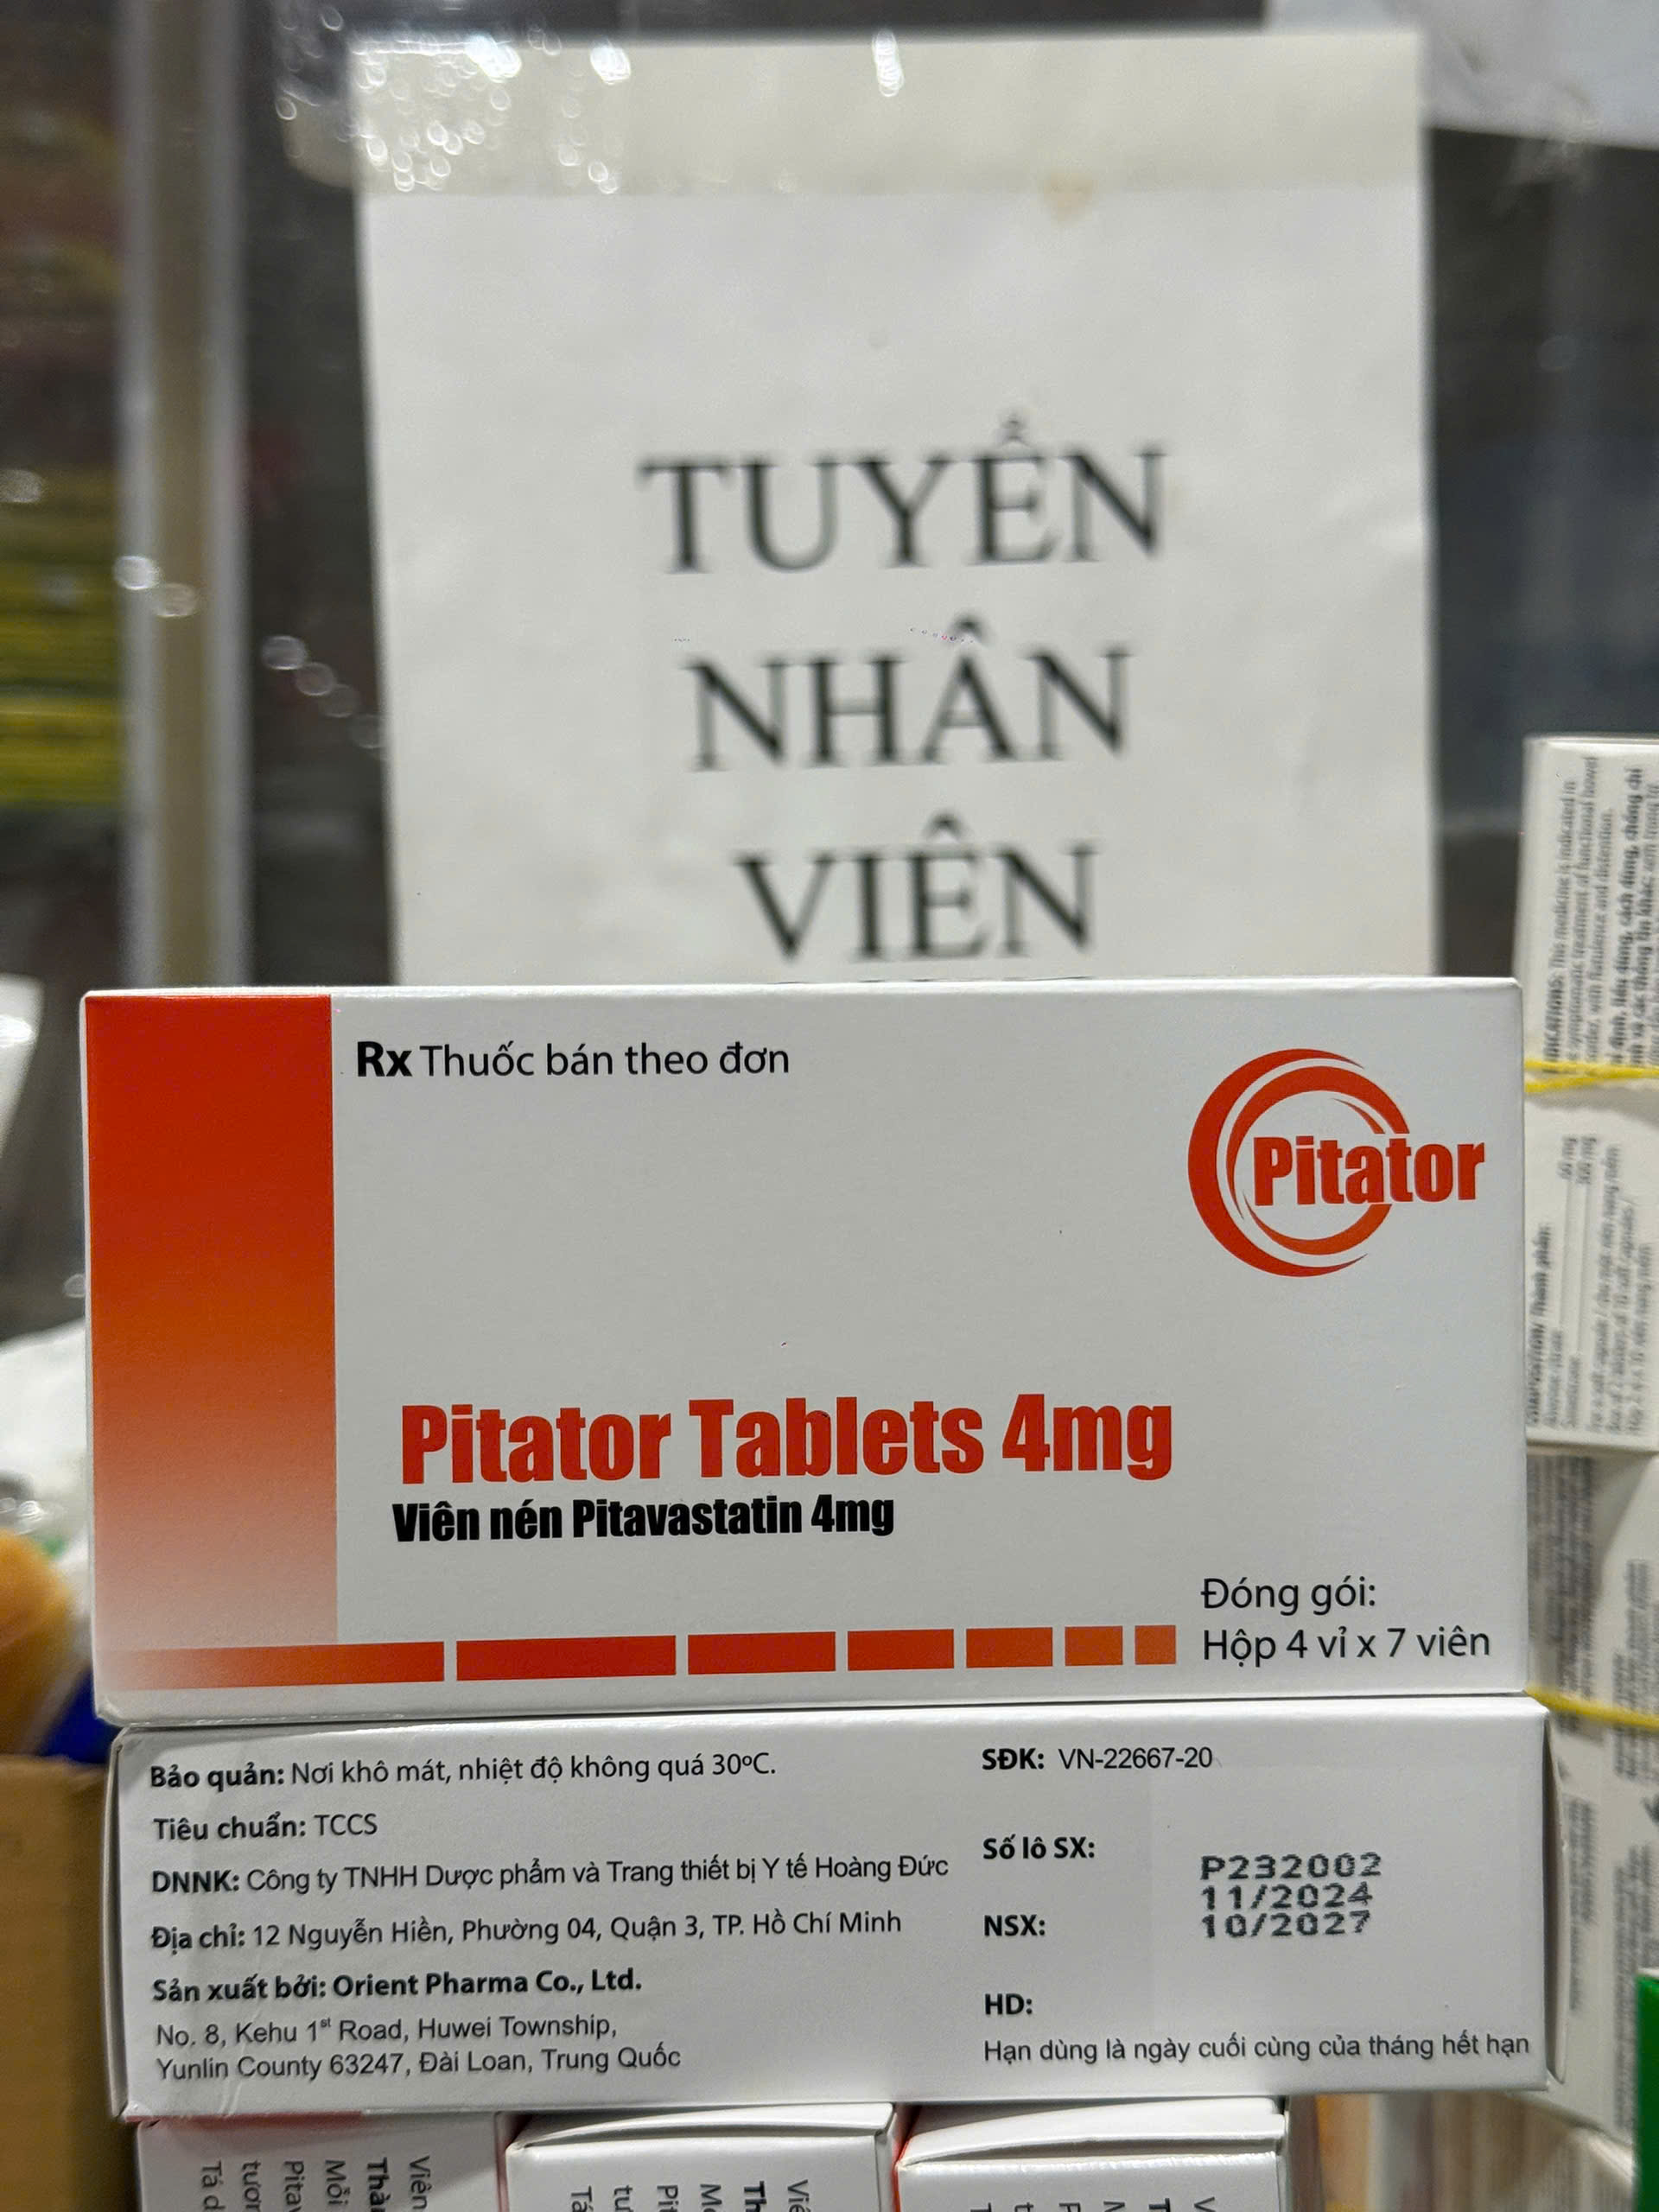 TUYỂN
NHÂN
VIÊN
Rx Thuốc bán theo đơn
Pitator
Pitator Tablets 4mg
Viên nén Pitavastatin 4mg
Đóng gói:
Hộp 4 vỉ x 7 viên
Bảo quản: Nơi khô mát, nhiệt độ không quá 30ºC.
Tiêu chuẩn: TCCS
DNNK: Công ty TNHH Dược phẩm và Trang thiết bị Y tế Hoàng Đức
Địa chỉ: 12 Nguyễn Hiền, Phường 04, Quận 3, TP. Hồ Chí Minh
Sản xuất bởi: Orient Pharma Co., Ltd.
No. 8, Kehu 1st Road, Huwei Township,
Yunlin County 63247, Đài Loan, Trung Quốc
SĐK: VN-22667-20
Số lô SX:
P232002
11/2024
10/2027
NSX:
HD:
Hạn dùng là ngày cuối cùng của tháng hết hạn
Viên
Mỗi